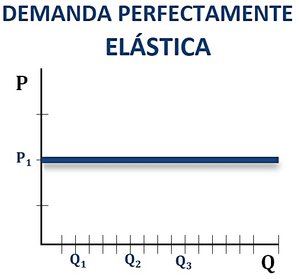 DEMANDA PERFECTAMENTE
ELÁSTICA
P
P1
Q1 Q2 Q3 Q